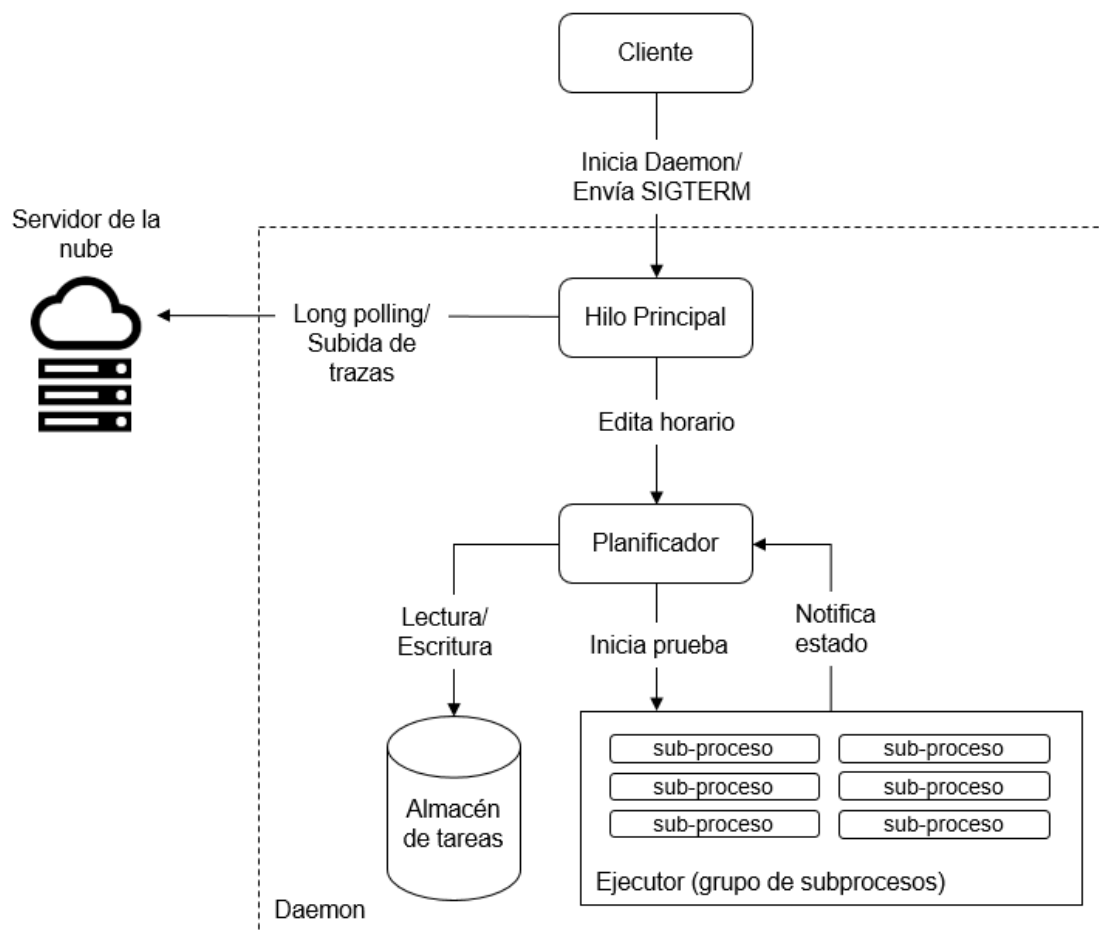 Cliente
Inicia Daemon/
Envía SIGTERM
Servidor de la
nube
Long polling/
Subida de
trazas
Hilo Principal
Edita horario
Planificador
Lectura/
Escritura
Inicia prueba
Notifica
estado
Almacén
de tareas
sub-proceso
sub-proceso
sub-proceso
sub-proceso
sub-proceso
sub-proceso
Ejecutor (grupo de subprocesos)
Daemon